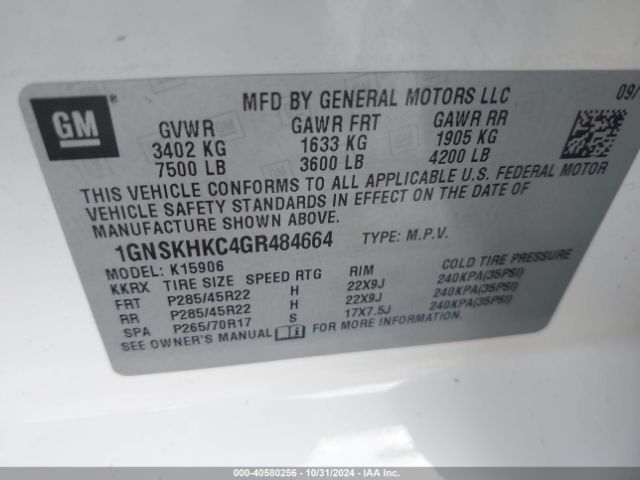 MFD BY GENERAL MOTORS LLC 09/
GM ®
GVWR GAWR FRT GAWR RR
3402 KG 1633 KG 1905 KG
7500 LB 3600 LB 4200 LB
THIS VEHICLE CONFORMS TO ALL APPLICABLE U.S. FEDERAL MOTOR
VEHICLE SAFETY STANDARDS IN EFFECT ON THE DATE OF
MANUFACTURE SHOWN ABOVE.
1GNSKHKC4GR484664 TYPE: M.P.V.
MODEL: K15906
KKRX TIRE SIZE SPEED RTG RIM COLD TIRE PRESSURE
FRT P285/45R22 H 22X9J 240KPA(35PSI)
RR P285/45R22 H 22X9J 240KPA(35PSI)
SPA P265/70R17 S 17X7.5J 240KPA(35PSI)
SEE OWNER'S MANUAL FOR MORE INFORMATION.
000-40580256 - 10/31/2024 - IAA Inc.